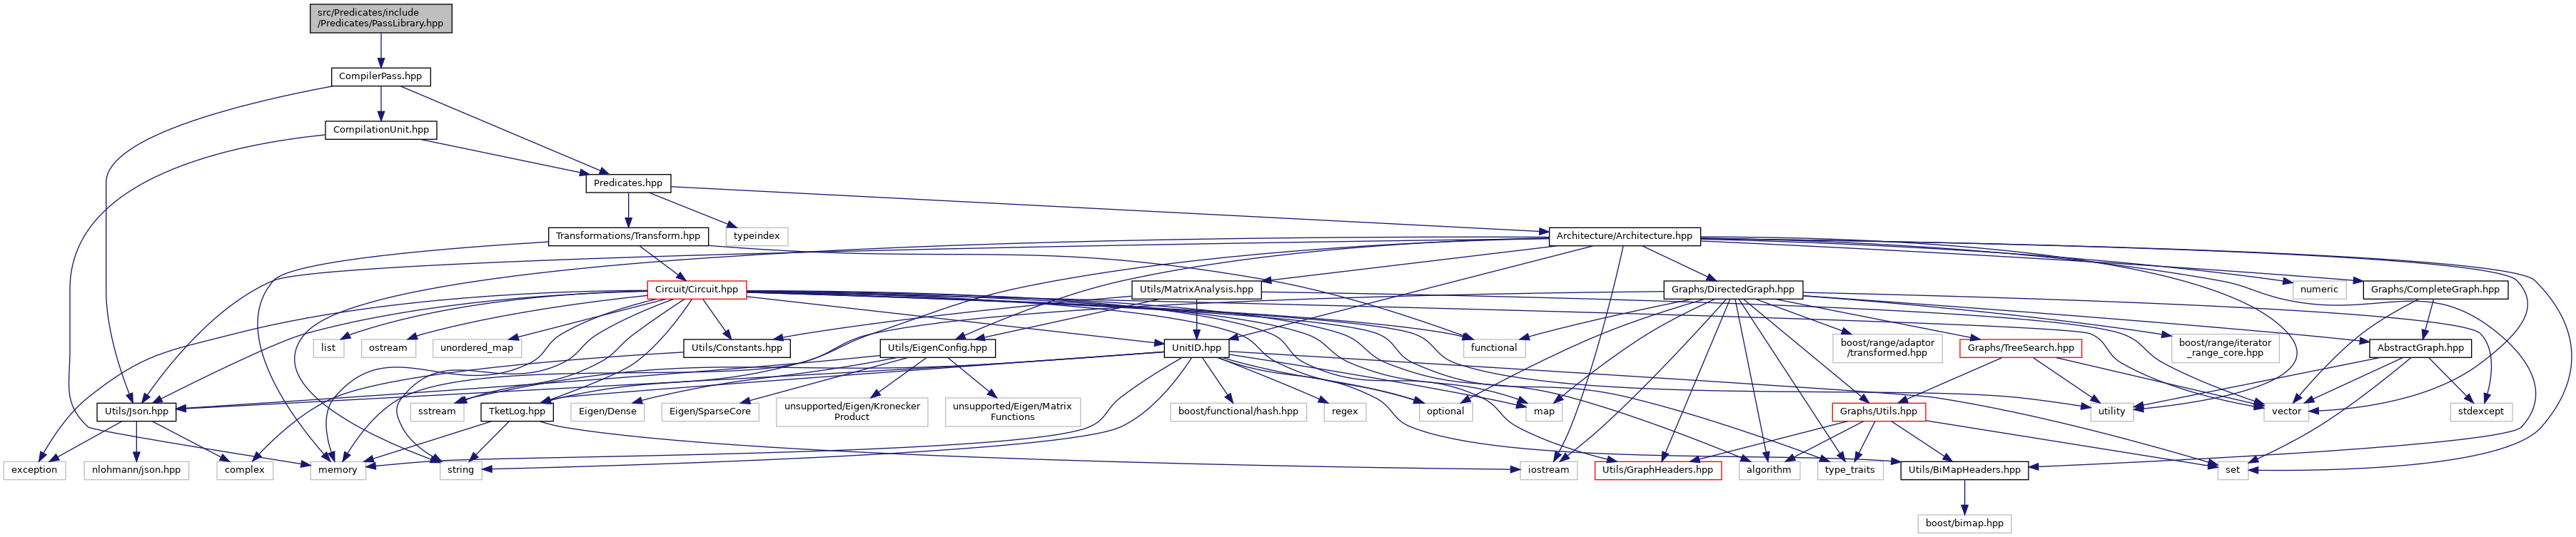 src/Predicates/include
/Predicates/PassLibrary.hpp
CompilerPass.hpp
CompilationUnit.hpp
Predicates.hpp
Transformations/Transform.hpp
typeindex
Architecture/Architecture.hpp
Circuit/Circuit.hpp
Utils/MatrixAnalysis.hpp
Graphs/DirectedGraph.hpp
numeric
Graphs/CompleteGraph.hpp
list
ostream
unordered_map
Utils/Constants.hpp
Utils/EigenConfig.hpp
UnitID.hpp
functional
boost/range/adaptor
/transformed.hpp
Graphs/TreeSearch.hpp
boost/range/iterator
_range_core.hpp
AbstractGraph.hpp
Utils/Json.hpp
sstream
TketLog.hpp
Eigen/Dense
Eigen/SparseCore
unsupported/Eigen/Kronecker
Product
unsupported/Eigen/Matrix
Functions
boost/functional/hash.hpp
regex
optional
map
Graphs/Utils.hpp
utility
vector
stdexcept
exception
nlohmann/json.hpp
complex
memory
string
iostream
Utils/GraphHeaders.hpp
algorithm
type_traits
Utils/BiMapHeaders.hpp
set
boost/bimap.hpp